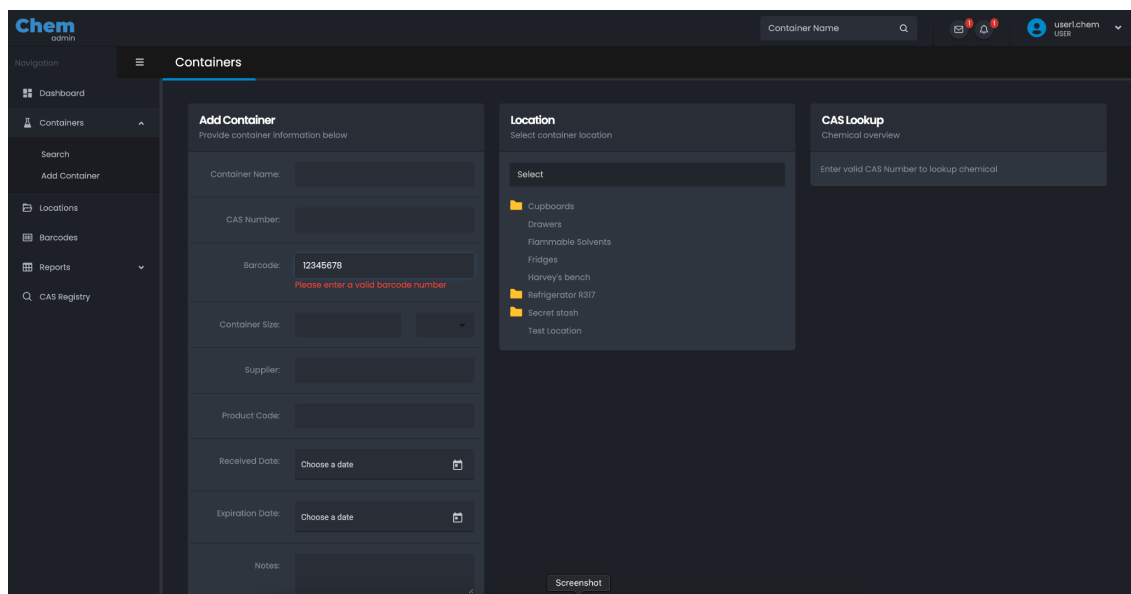 Chem
admin
Container Name
1
1
user1.chem
USER
Navigation
Containers
Dashboard
Containers
Search
Add Container
Locations
Barcodes
Reports
CAS Registry
Add Container
Provide container information below
Container Name:
CAS Number:
Barcode:
12345678
Please enter a valid barcode number
Container Size:
Supplier:
Product Code:
Received Date:
Choose a date
Expiration Date:
Choose a date
Notes:
Location
Select container location
Select
Cupboards
Drawers
Flammable Solvents
Fridges
Harvey's bench
Refrigerator R317
Secret stash
Test Location
CAS Lookup
Chemical overview
Enter valid CAS Number to lookup chemical
Screenshot